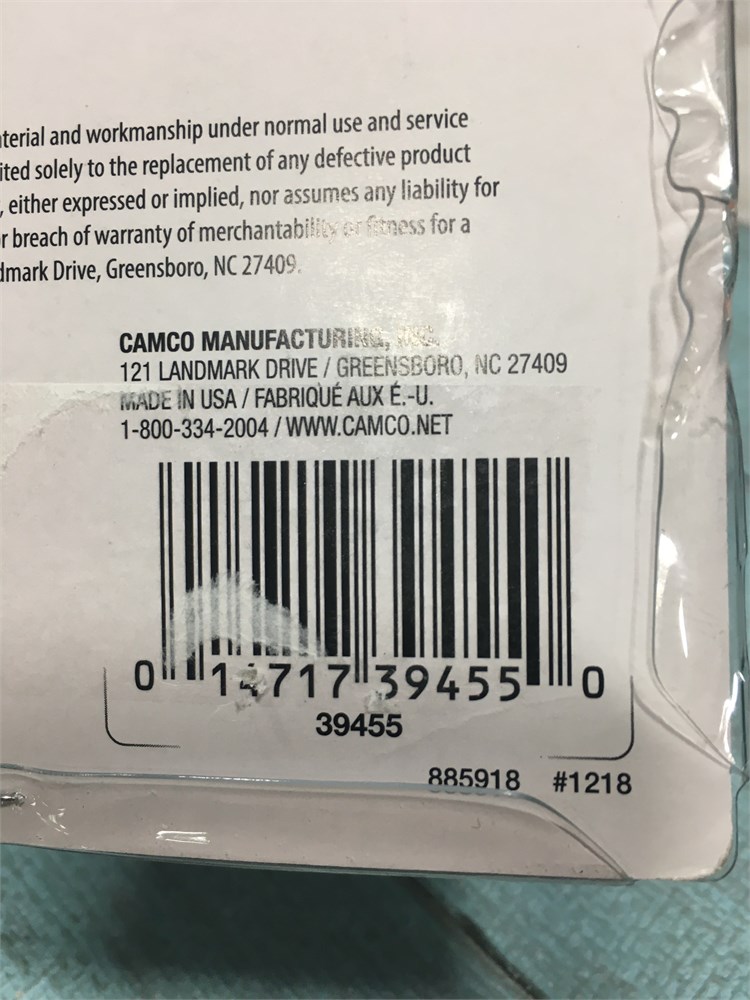 aterial and workmanship under normal use and service
ited solely to the replacement of any defective product
, either expressed or implied, nor assumes any liability for
r breach of warranty of merchantability or fitness for a
dmark Drive, Greensboro, NC 27409.
CAMCO MANUFACTURING, INC.
121 LANDMARK DRIVE / GREENSBORO, NC 27409
MADE IN USA / FABRIQUÉ AUX É.-U.
1-800-334-2004 / WWW.CAMCO.NET
0 14717 39455 0
39455
885918 #1218